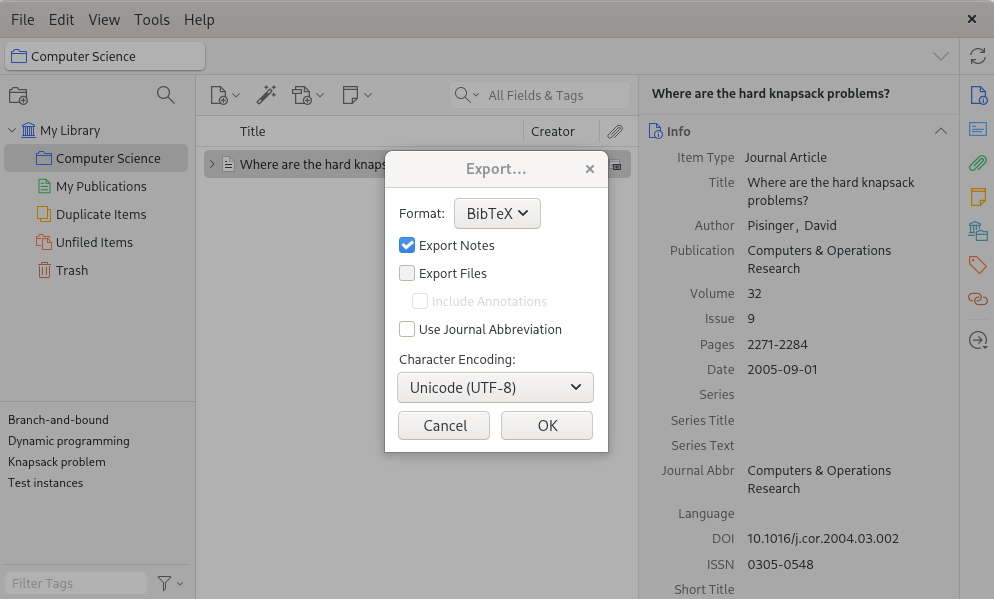 File Edit View Tools Help
Computer Science
My Library
Computer Science
My Publications
Duplicate Items
Unfiled Items
Trash
Branch-and-bound
Dynamic programming
Knapsack problem
Test instances
Filter Tags
All Fields & Tags
Title Creator
Where are the hard knaps
Export...
Format: BibTeX
Export Notes
Export Files
Include Annotations
Use Journal Abbreviation
Character Encoding:
Unicode (UTF-8)
Cancel OK
Where are the hard knapsack problems?
Info
Item Type Journal Article
Title Where are the hard knapsack
problems?
Author Pisinger, David
Publication Computers & Operations
Research
Volume 32
Issue 9
Pages 2271-2284
Date 2005-09-01
Series
Series Title
Series Text
Journal Abbr Computers & Operations
Research
Language
DOI 10.1016/j.cor.2004.03.002
ISSN 0305-0548
Short Title